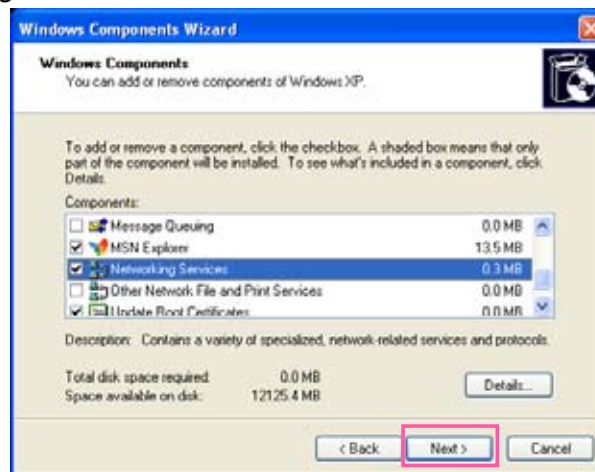 Windows Components Wizard
Windows Components
You can add or remove components of Windows XP.
To add or remove a component, click the checkbox. A shaded box means that only
part of the component will be installed. To see what's included in a component, click
Details.
Components:
Message Queuing 0.0 MB
MSN Explorer 13.5 MB
Networking Services 0.3 MB
Other Network File and Print Services 0.0 MB
Update Root Certificates 0.0 MB
Description: Contains a variety of specialized, network-related services and protocols.
Total disk space required: 0.0 MB
Space available on disk: 12125.4 MB
Details...
< Back Next > Cancel